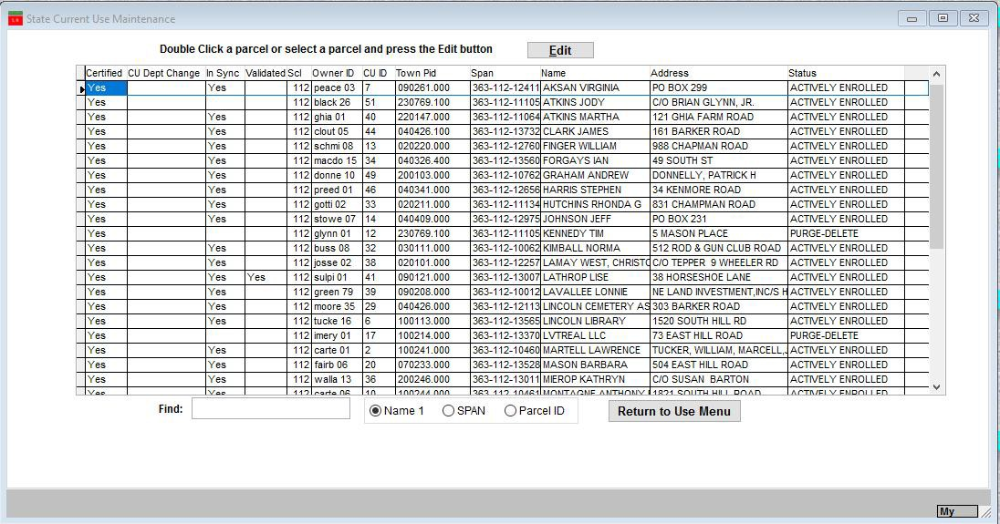 State Current Use Maintenance
Double Click a parcel or select a parcel and press the Edit button Edit
Certified CU Dept Change In Sync Validated Scl Owner ID CU ID Town Pid Span Name Address Status
Yes Yes 112 peace 03 7 090261.000 363-112-12411 AKSAN VIRGINIA PO BOX 299 ACTIVELY ENROLLED
Yes 112 black 26 51 230769.100 363-112-11105 ATKINS JODY C/O BRIAN GLYNN, JR. ACTIVELY ENROLLED
Yes Yes 112 ghia 01 40 220147.000 363-112-11064 ATKINS MARTHA 121 GHIA FARM ROAD ACTIVELY ENROLLED
Yes Yes 112 clout 05 44 040426.100 363-112-13732 CLARK JAMES 161 BARKER ROAD ACTIVELY ENROLLED
Yes Yes 112 schmi 08 13 020220.000 363-112-12760 FINGER WILLIAM 988 CHAPMAN ROAD ACTIVELY ENROLLED
Yes Yes 112 macdo 15 34 040326.400 363-112-13560 FORGAYS IAN 49 SOUTH ST ACTIVELY ENROLLED
Yes Yes 112 donne 10 49 200103.000 363-112-10762 GRAHAM ANDREW DONNELLY, PATRICK H ACTIVELY ENROLLED
Yes Yes 112 preed 01 46 040341.000 363-112-12656 HARRIS STEPHEN 34 KENMORE ROAD ACTIVELY ENROLLED
Yes Yes 112 gotti 02 33 020211.000 363-112-11134 HUTCHINS RHONDA G 831 CHAMPMAN ROAD ACTIVELY ENROLLED
Yes Yes 112 stowe 07 14 040409.000 363-112-12975 JOHNSON JEFF PO BOX 231 ACTIVELY ENROLLED
Yes 112 glynn 01 12 230769.100 363-112-11105 KENNEDY TIM 5 MASON PLACE PURGE-DELETE
Yes Yes 112 buss 08 32 030111.000 363-112-10062 KIMBALL NORMA 512 ROD & GUN CLUB ROAD ACTIVELY ENROLLED
Yes Yes 112 josse 02 38 020101.000 363-112-12257 LAMAY WEST, CHRISTO C/O TEPPER 9 WHEELER RD ACTIVELY ENROLLED
Yes Yes Yes 112 sulpi 01 41 090121.000 363-112-13007 LATHROP LISE 38 HORSESHOE LANE ACTIVELY ENROLLED
Yes Yes 112 green 79 39 090208.000 363-112-10012 LAVALLEE LONNIE NE LAND INVESTMENT,INC/S H ACTIVELY ENROLLED
Yes Yes 112 moore 35 29 040426.000 363-112-12113 LINCOLN CEMETERY AS 303 BARKER ROAD ACTIVELY ENROLLED
Yes Yes 112 tucke 16 6 100113.000 363-112-13565 LINCOLN LIBRARY 1520 SOUTH HILL RD ACTIVELY ENROLLED
Yes 112 imery 01 17 100214.000 363-112-13370 LVTREAL LLC 73 EAST HILL ROAD PURGE-DELETE
Yes Yes 112 carte 01 2 100241.000 363-112-10460 MARTELL LAWRENCE TUCKER, WILLIAM, MARCELL,J ACTIVELY ENROLLED
Yes Yes 112 fairb 06 20 070233.000 363-112-13528 MASON BARBARA 504 EAST HILL ROAD ACTIVELY ENROLLED
Yes Yes 112 walla 13 36 200246.000 363-112-13011 MIEROP KATHRYN C/O SUSAN BARTON ACTIVELY ENROLLED
Yes Yes 112 carte 06 10 100244.000 363-112-10461 MONTAGNE ANTHONY 1821 SOUTH HILL ROAD ACTIVELY ENROLLED
Find: Name 1 SPAN Parcel ID Return to Use Menu
My